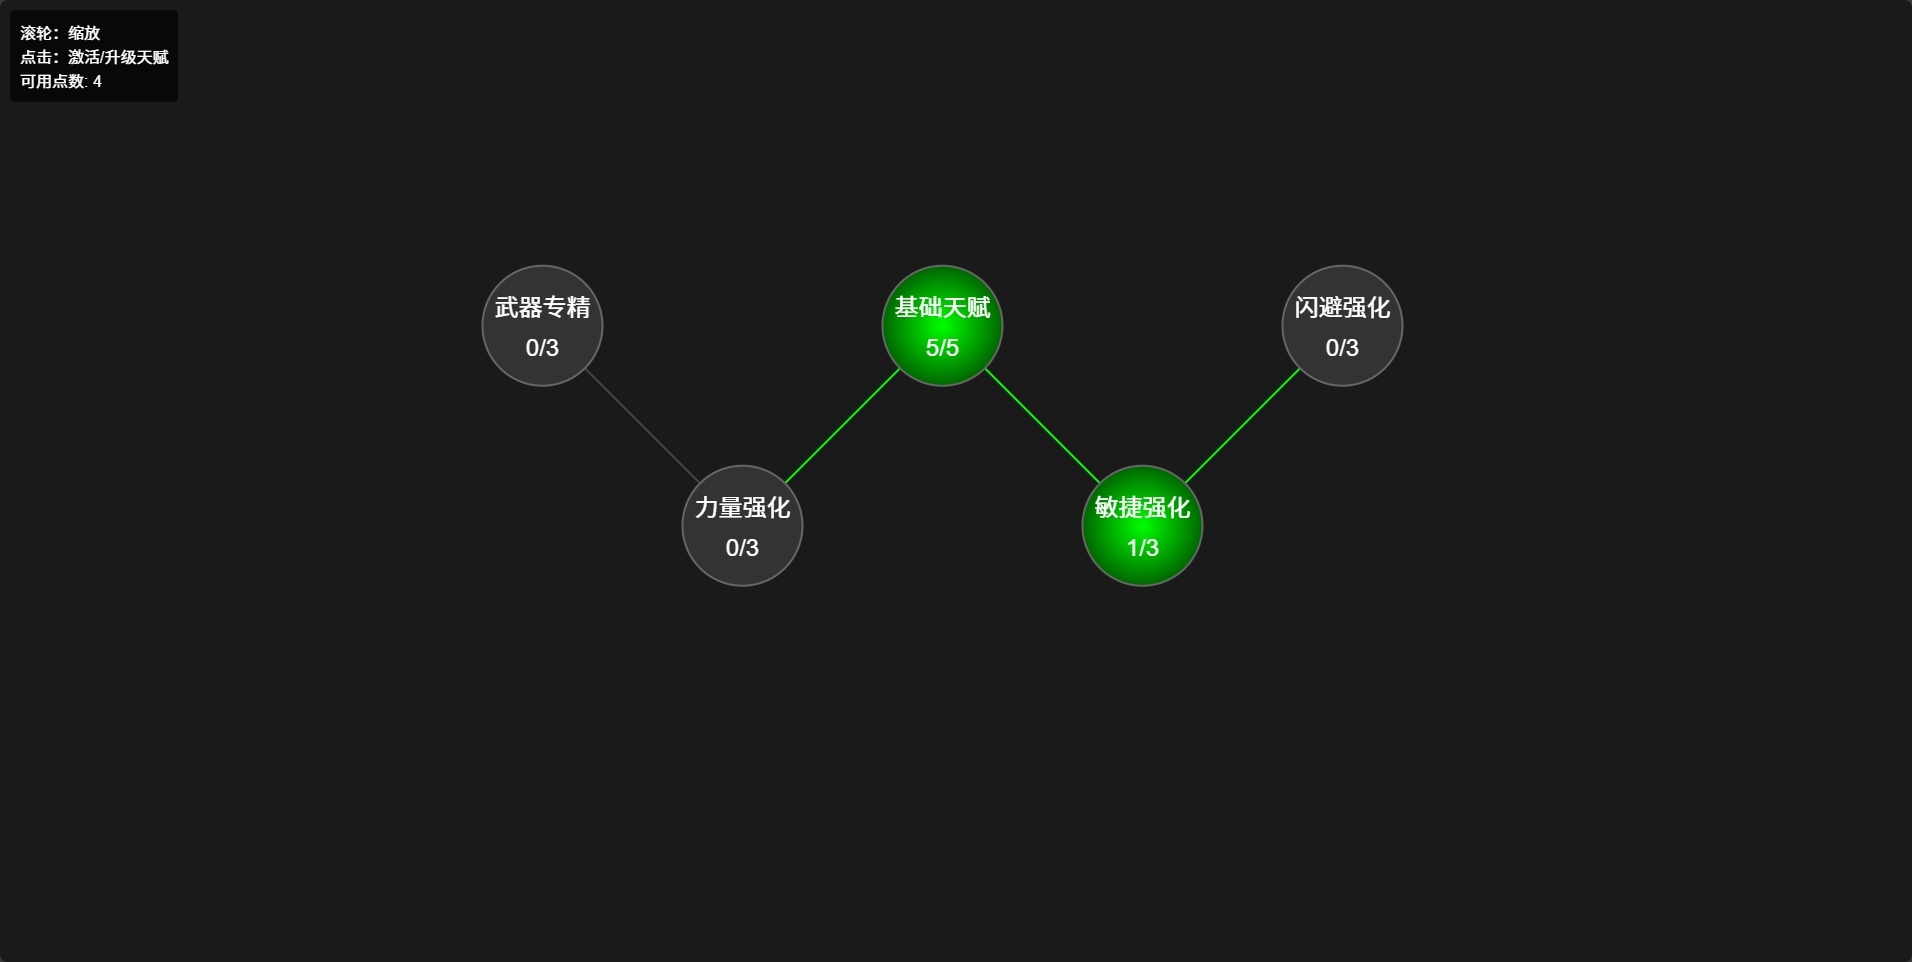 滚轮：缩放
点击：激活/升级天赋
可用点数: 4
武器专精
0/3
基础天赋
5/5
闪避强化
0/3
力量强化
0/3
敏捷强化
1/3